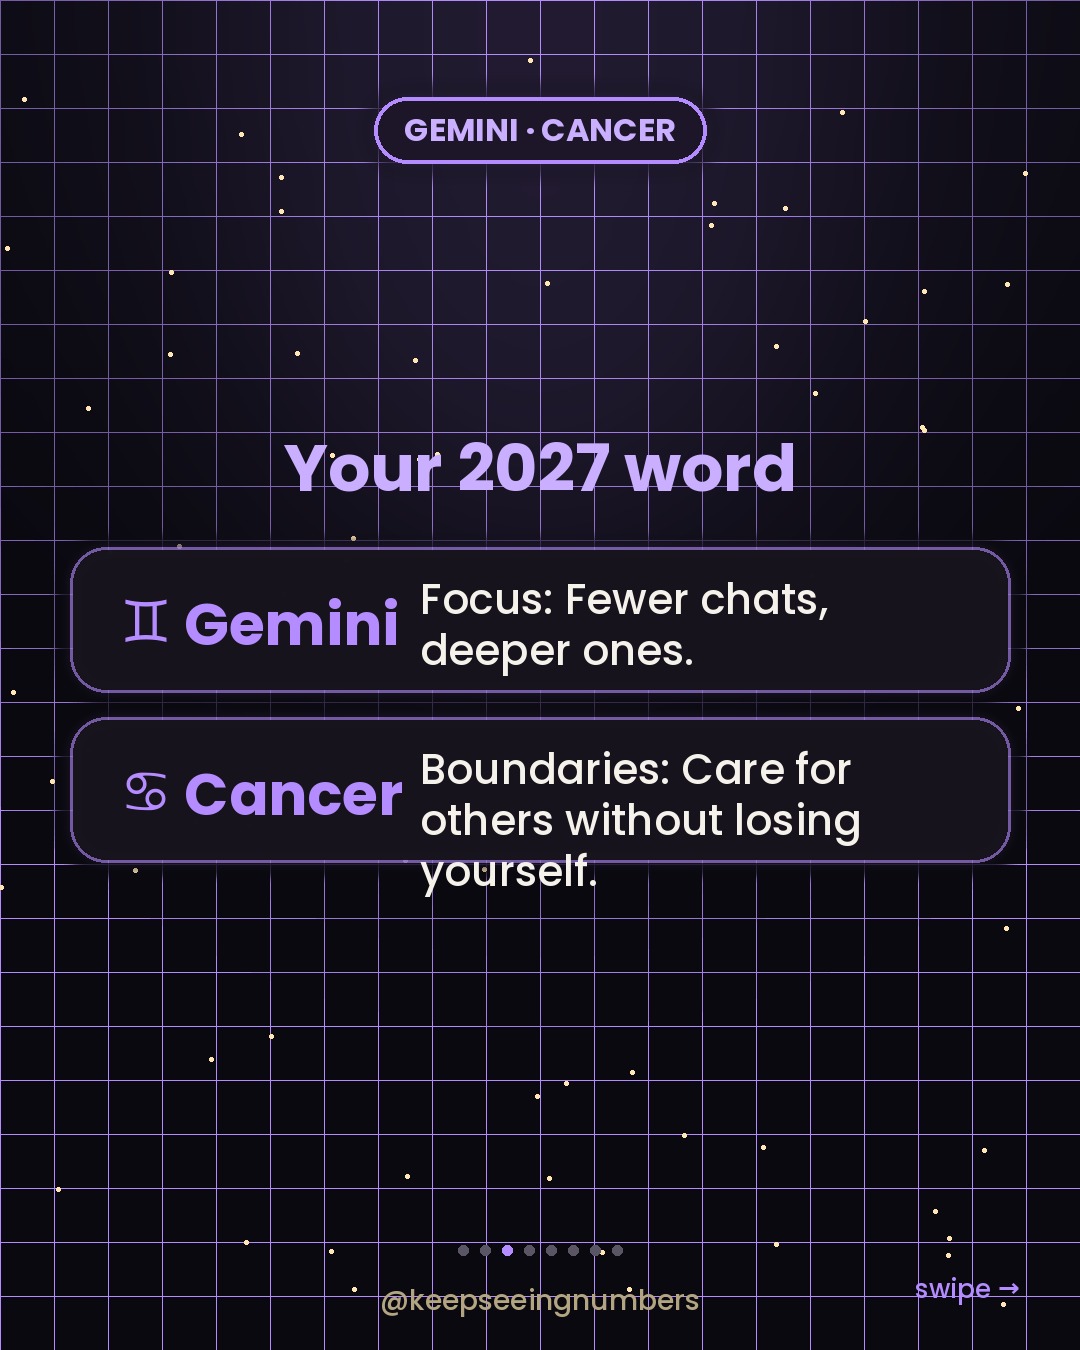 GEMINI · CANCER
Your 2027 word
♊ Gemini
Focus: Fewer chats,
deeper ones.
♋ Cancer
Boundaries: Care for
others without losing
yourself.
swipe →
@keepseeingnumbers